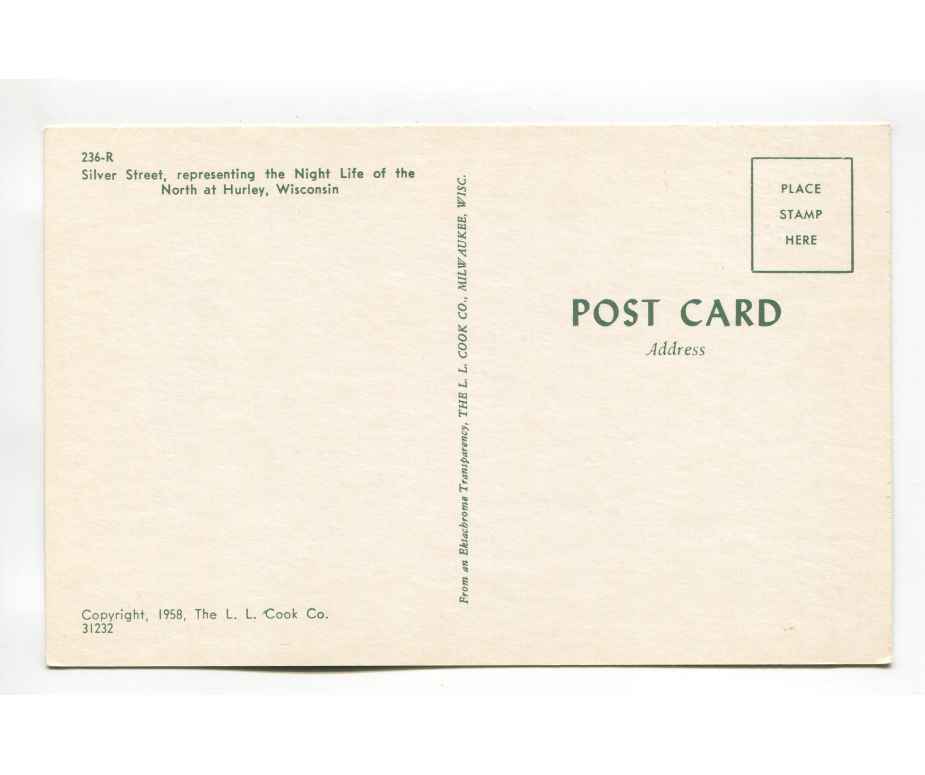 236-R
Silver Street, representing the Night Life of the
North at Hurley, Wisconsin
From an Ektachrome Transparency, THE L. L. COOK CO., MILWAUKEE, WISC.
PLACE
STAMP
HERE
POST CARD
Address
Copyright, 1958, The L. L. Cook Co.
31232